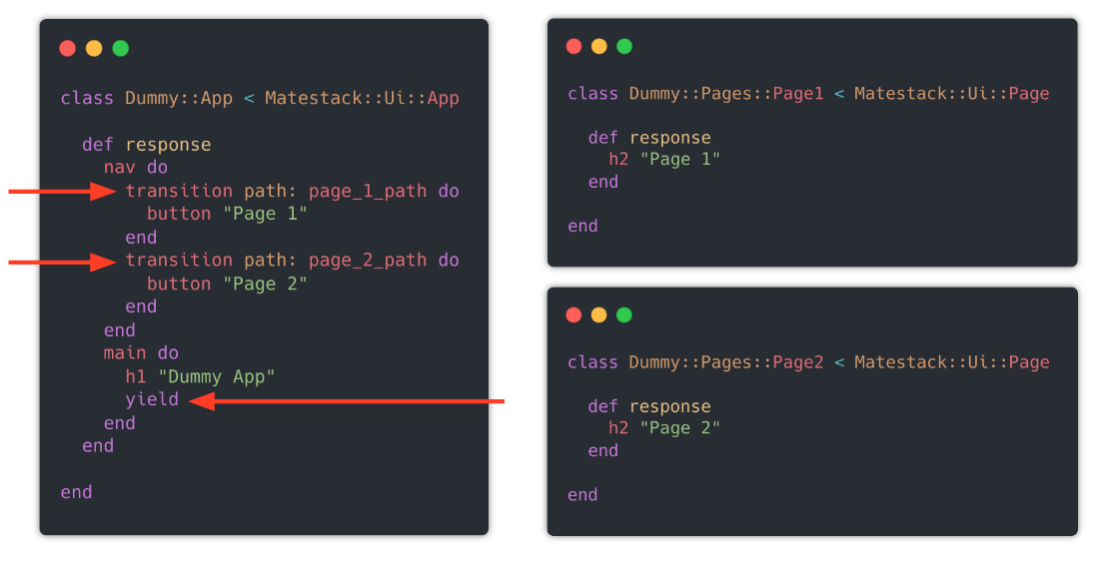 class Dummy::App < Matestack::Ui::App
def response
nav do
transition path: page_1_path do
button "Page 1"
end
transition path: page_2_path do
button "Page 2"
end
end
main do
h1 "Dummy App"
yield
end
end
end
class Dummy::Pages::Page1 < Matestack::Ui::Page
def response
h2 "Page 1"
end
end
class Dummy::Pages::Page2 < Matestack::Ui::Page
def response
h2 "Page 2"
end
end